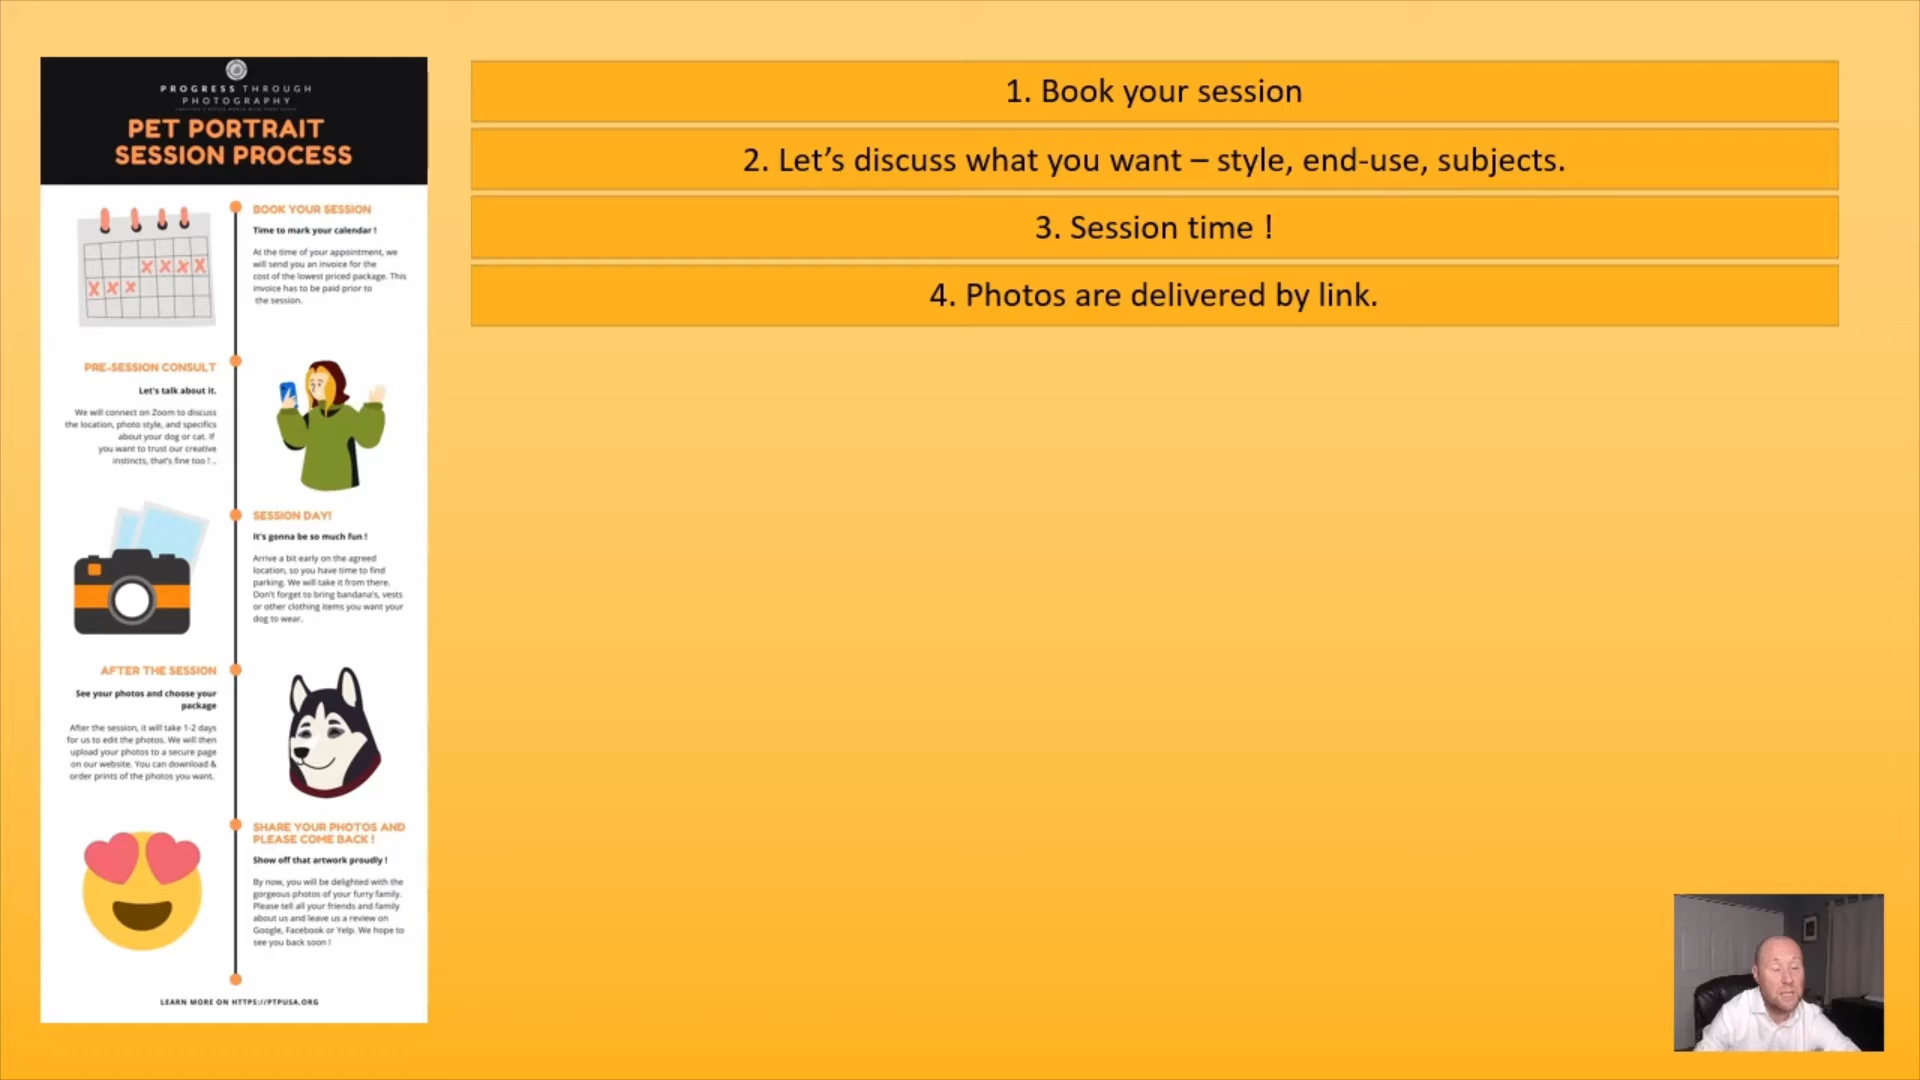 PROGRESS THROUGH
PHOTOGRAPHY
PET PORTRAIT
SESSION PROCESS
BOOK YOUR SESSION
Time to mark your calendar !
At the time of your appointment, we
will send you an invoice for the
cost of the lowest priced package. This
invoice has to be paid prior to
the session.
PRE-SESSION CONSULT
Let's talk about it.
We will connect on Zoom to discuss
the location, photo style, and specifics
about your dog or cat. If
you want to trust our creative
instincts, that's fine too ! ..
SESSION DAY!
It's gonna be so much fun !
Arrive a bit early on the agreed
location, so you have time to find
parking. We will take it from there.
Don't forget to bring bandana's, vests
or other clothing items you want your
dog to wear.
AFTER THE SESSION
See your photos and choose your
package
After the session, it will take 1-2 days
for us to edit the photos. We will then
upload your photos to a secure page
on our website. You can download &
order prints of the photos you want.
SHARE YOUR PHOTOS AND
PLEASE COME BACK !
Show off that artwork proudly !
By now, you will be delighted with the
gorgeous photos of your furry family.
Please tell all your friends and family
about us and leave us a review on
Google, Facebook or Yelp. We hope to
see you back soon !
LEARN MORE ON HTTPS://PTPUSA.ORG
1. Book your session
2. Let’s discuss what you want – style, end-use, subjects.
3. Session time !
4. Photos are delivered by link.